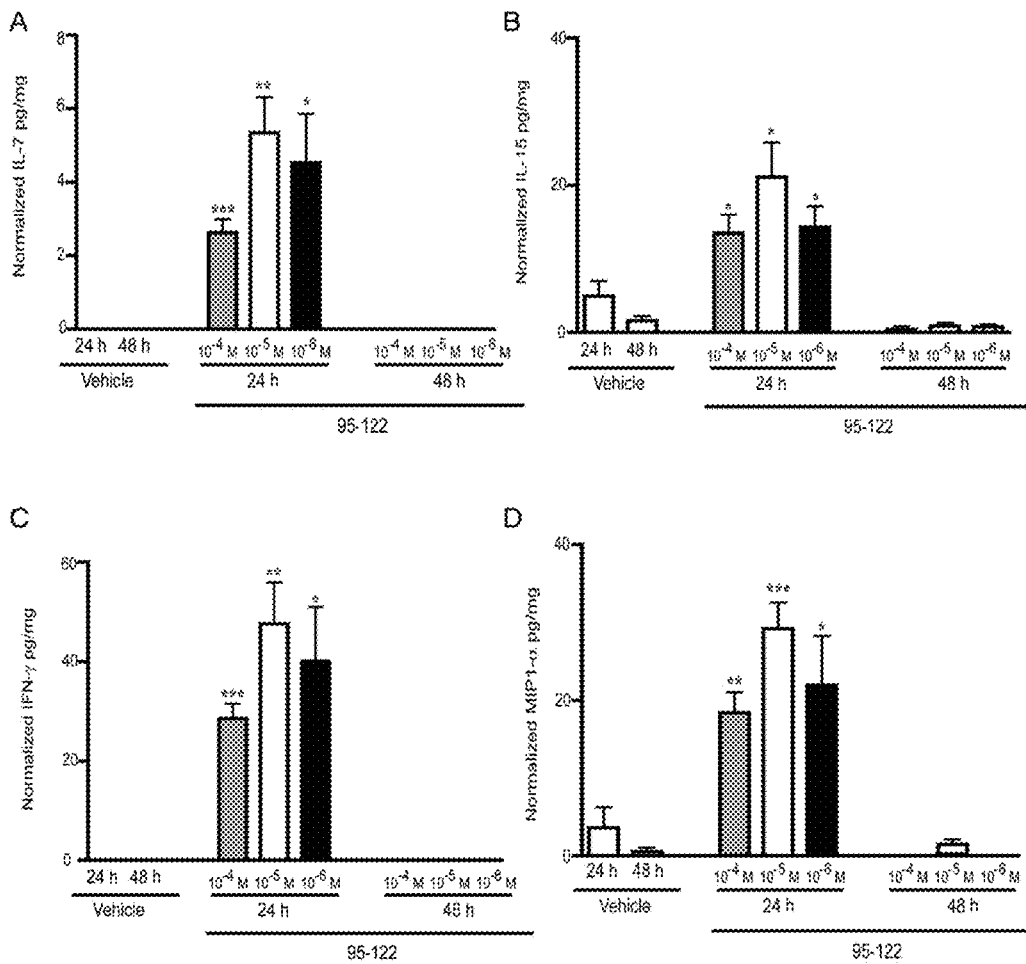 A
Normalized IL-7 pg/mg
8
6
4
2
0
***
**
*
24 h 48 h
10⁻⁴ M 10⁻⁵ M 10⁻⁶ M
10⁻⁴ M 10⁻⁵ M 10⁻⁶ M
Vehicle
24 h
48 h
95-122
B
Normalized IL-15 pg/mg
40
20
0
*
*
*
24 h 48 h
10⁻⁴ M 10⁻⁵ M 10⁻⁶ M
10⁻⁴ M 10⁻⁵ M 10⁻⁶ M
Vehicle
24 h
48 h
95-122
C
Normalized IFN-γ pg/mg
60
40
20
0
***
**
*
24 h 48 h
10⁻⁴ M 10⁻⁵ M 10⁻⁶ M
10⁻⁴ M 10⁻⁵ M 10⁻⁶ M
Vehicle
24 h
48 h
95-122
D
Normalized MIP1-α pg/mg
40
20
0
**
***
*
24 h 48 h
10⁻⁴ M 10⁻⁵ M 10⁻⁶ M
10⁻⁴ M 10⁻⁵ M 10⁻⁶ M
Vehicle
24 h
48 h
95-122